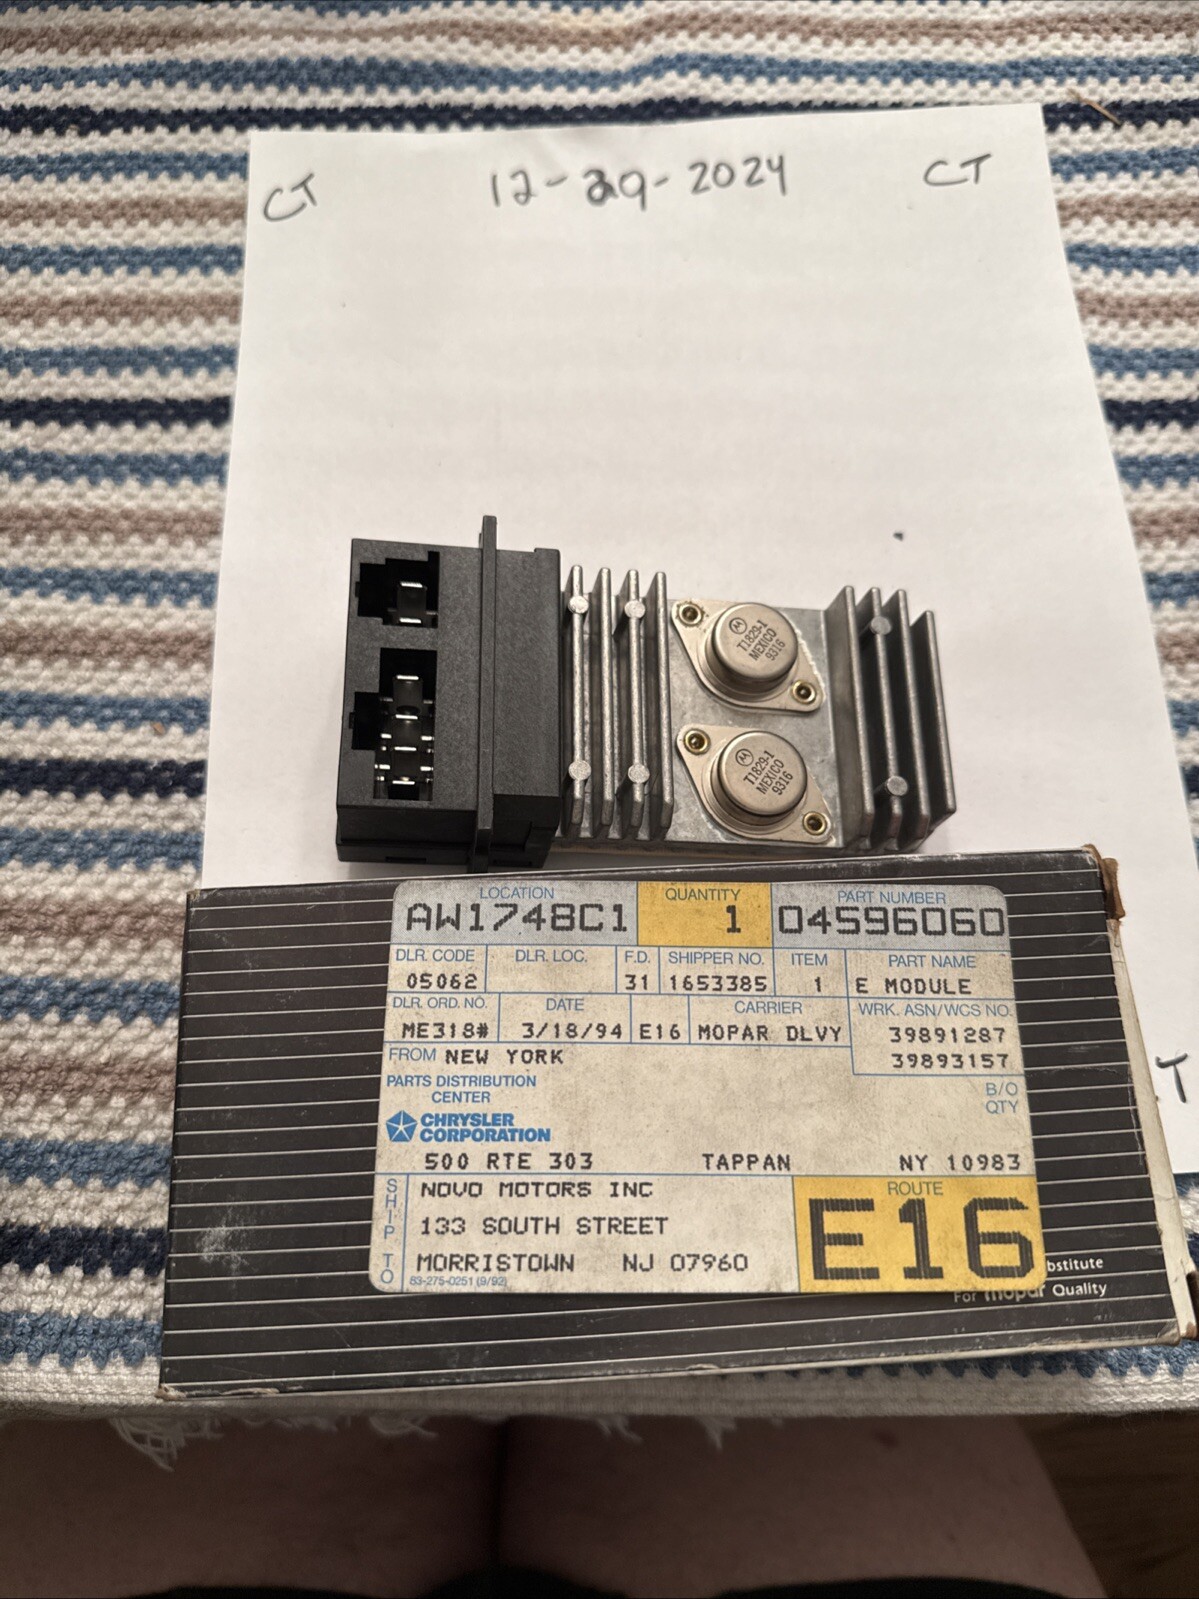 CT 12-29-2024 CT
T1829-1
MEXICO
9316
T1829-1
MEXICO
9316
LOCATION QUANTITY PART NUMBER
AW1748C1 1 04596060
DLR. CODE DLR. LOC. F.D. SHIPPER NO. ITEM PART NAME
05062 31 1653385 1 E MODULE
DLR. ORD. NO. DATE CARRIER WRK. ASN/WCS NO.
ME318# 3/18/94 E16 MOPAR DLVY 39891287
39893157
FROM NEW YORK
PARTS DISTRIBUTION
CENTER
B/O
QTY
CHRYSLER
CORPORATION
500 RTE 303 TAPPAN NY 10983
SHIP TO
NOVO MOTORS INC
133 SOUTH STREET
MORRISTOWN NJ 07960
83-275-0251 (9/92)
ROUTE
E16
bstitute
For mopar Quality
T